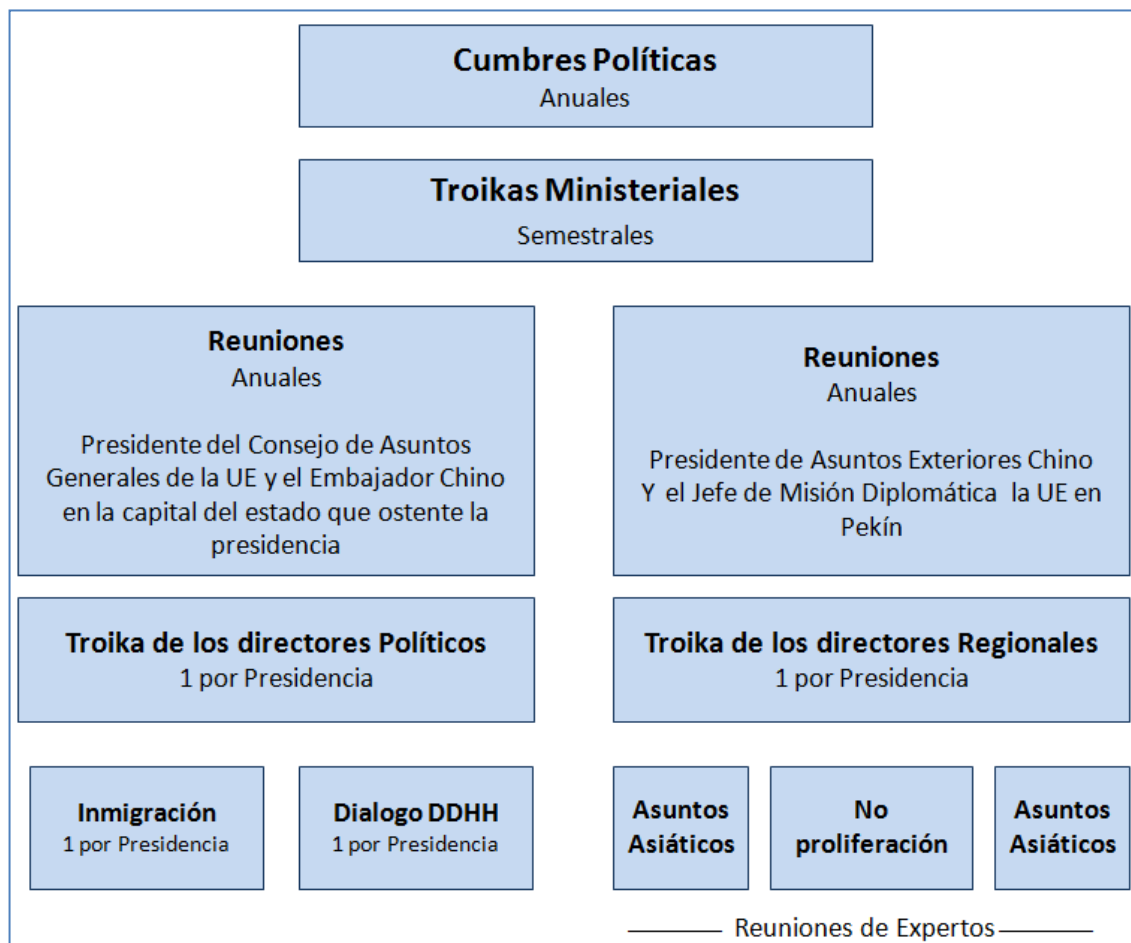 Cumbres Políticas
Anuales
Troikas Ministeriales
Semestrales
Reuniones
Anuales
Presidente del Consejo de Asuntos
Generales de la UE y el Embajador Chino
en la capital del estado que ostente la
presidencia
Reuniones
Anuales
Presidente de Asuntos Exteriores Chino
Y el Jefe de Misión Diplomática la UE en
Pekín
Troika de los directores Políticos
1 por Presidencia
Troika de los directores Regionales
1 por Presidencia
Inmigración
1 por Presidencia
Dialogo DDHH
1 por Presidencia
Asuntos
Asiáticos
No
proliferación
Asuntos
Asiáticos
Reuniones de Expertos